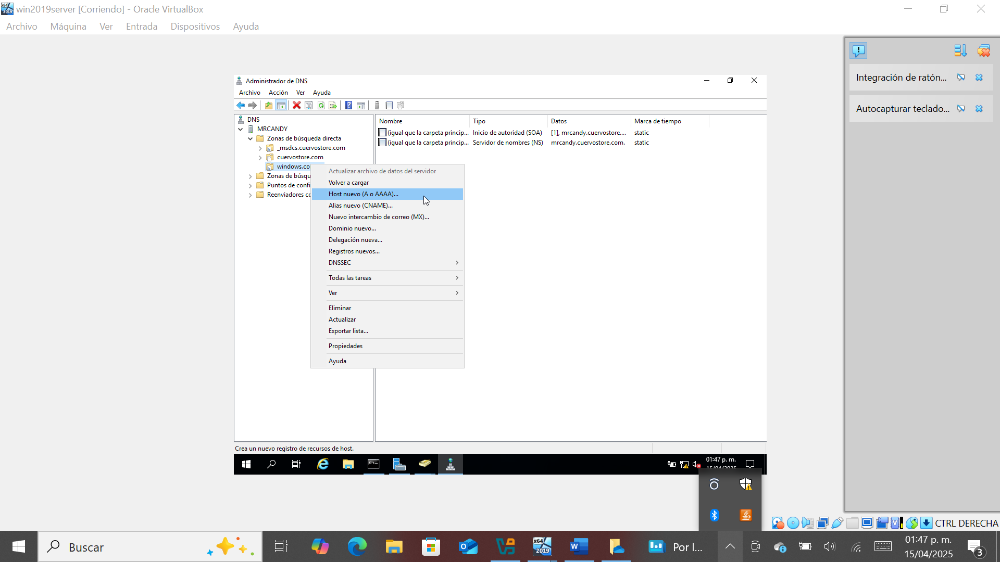 win2019server [Corriendo] - Oracle VirtualBox
Archivo Máquina Ver Entrada Dispositivos Ayuda
Integración de ratón...
Autocapturar teclado...
Administrador de DNS
Archivo Acción Ver Ayuda
DNS
MRCANDY
Zonas de búsqueda directa
_msdcs.cuervostore.com
cuervostore.com
windows.co
Zonas de búsqu
Puntos de confi
Reenviadores co
Nombre Tipo Datos Marca de tiempo
(igual que la carpeta princip... Inicio de autoridad (SOA) [1], mrcandy.cuervostore.... static
(igual que la carpeta princip... Servidor de nombres (NS) mrcandy.cuervostore.com. static
Actualizar archivo de datos del servidor
Volver a cargar
Host nuevo (A o AAAA)...
Alias nuevo (CNAME)...
Nuevo intercambio de correo (MX)...
Dominio nuevo...
Delegación nueva...
Registros nuevos...
DNSSEC
Todas las tareas
Ver
Eliminar
Actualizar
Exportar lista...
Propiedades
Ayuda
Crea un nuevo registro de recursos de host.
01:47 p. m.
15/04/2025
CTRL DERECHA
Buscar
x64
2019
Por l...
01:47 p. m.
15/04/2025
3